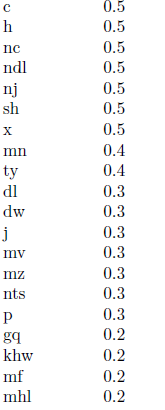 c 0.5
h 0.5
nc 0.5
ndl 0.5
nj 0.5
sh 0.5
x 0.5
mn 0.4
ty 0.4
dl 0.3
dw 0.3
j 0.3
mv 0.3
mz 0.3
nts 0.3
p 0.3
gq 0.2
khw 0.2
mf 0.2
mhl 0.2